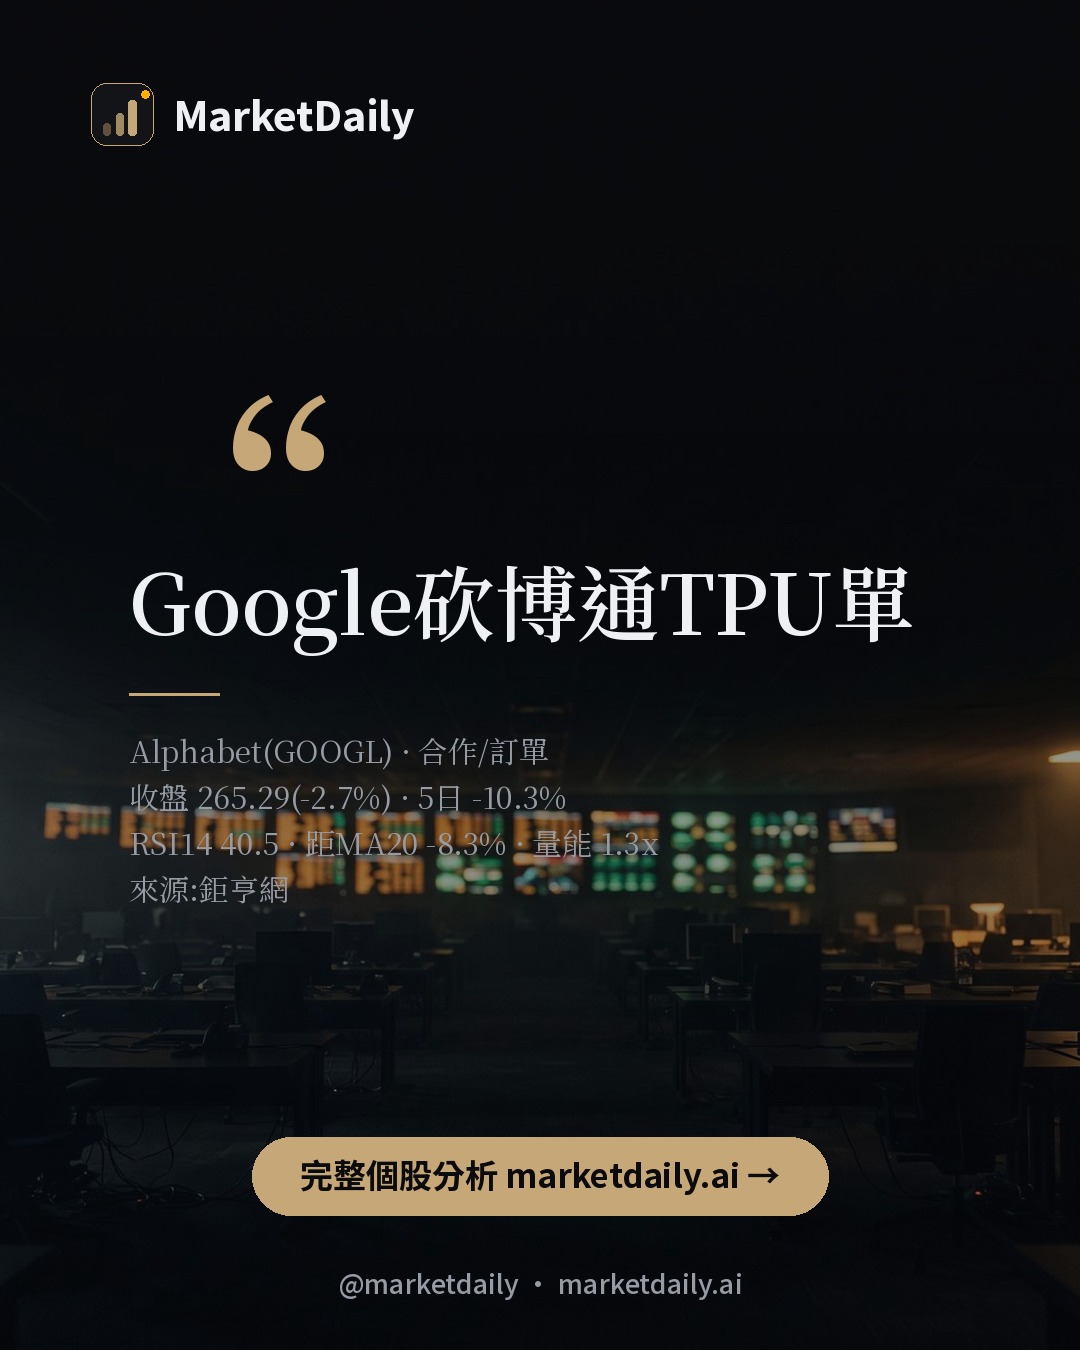 MarketDaily
“
Google砍博通TPU單
Alphabet(GOOGL) · 合作/訂單
收盤 265.29(-2.7%) · 5日 -10.3%
RSI14 40.5 · 距MA20 -8.3% · 量能 1.3x
來源:鉅亨網
完整個股分析 marketdaily.ai →
@marketdaily · marketdaily.ai